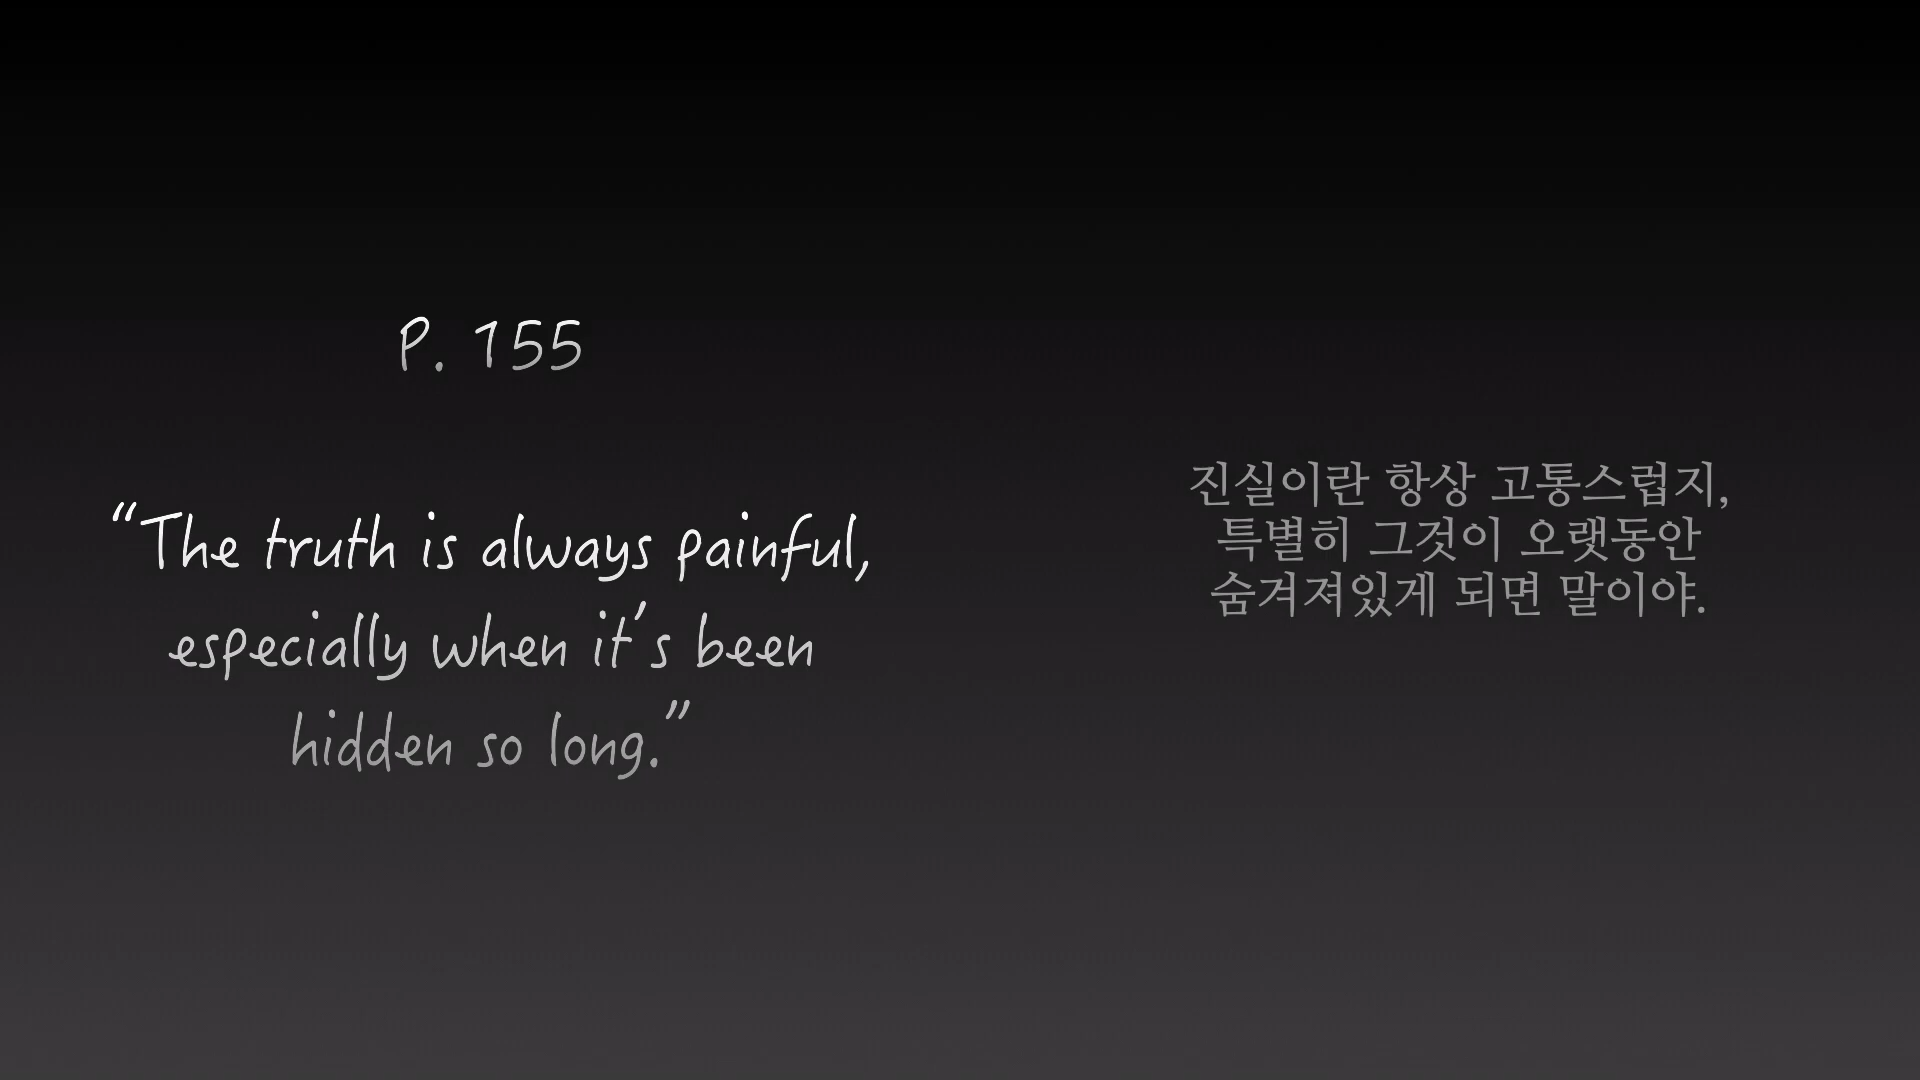 P. 155
“The truth is always painful,
especially when it’s been
hidden so long.”
진실이란 항상 고통스럽지,
특별히 그것이 오랫동안
숨겨져있게 되면 말이야.